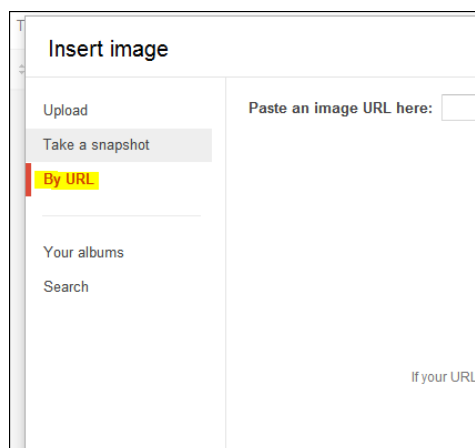 Insert image
Upload
Take a snapshot
By URL
Your albums
Search
Paste an image URL here:
If your URL